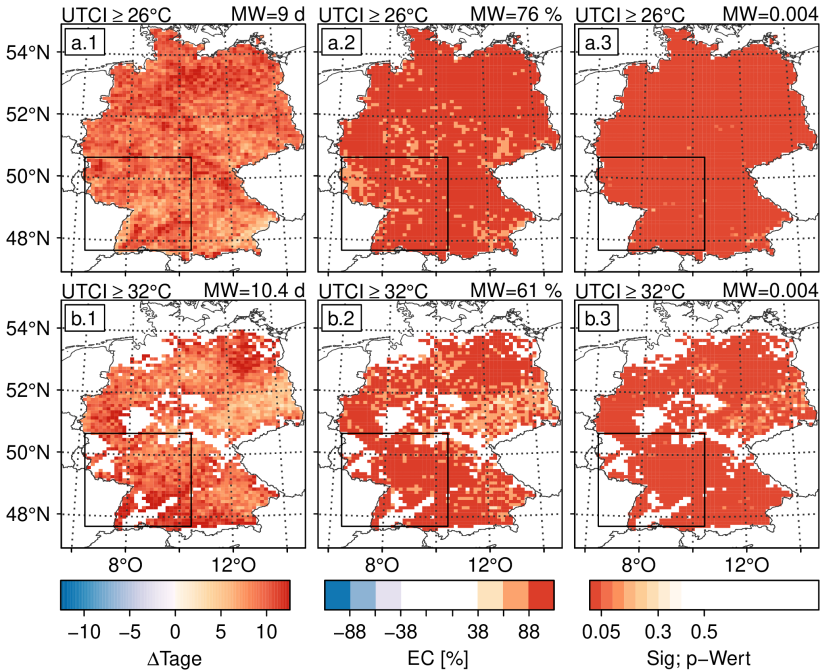 UTCI ≥ 26°C MW=9 d UTCI ≥ 26°C MW=76 % UTCI ≥ 26°C MW=0.004
a.1 a.2 a.3
54°N
52°N
50°N
48°N
UTCI ≥ 32°C MW=10.4 d UTCI ≥ 32°C MW=61 % UTCI ≥ 32°C MW=0.004
b.1 b.2 b.3
54°N
52°N
50°N
48°N
8°O 12°O 8°O 12°O 8°O 12°O
−10 −5 0 5 10 −88 −38 38 88 0.05 0.3 0.5
ΔTage EC [%] Sig; p−Wert